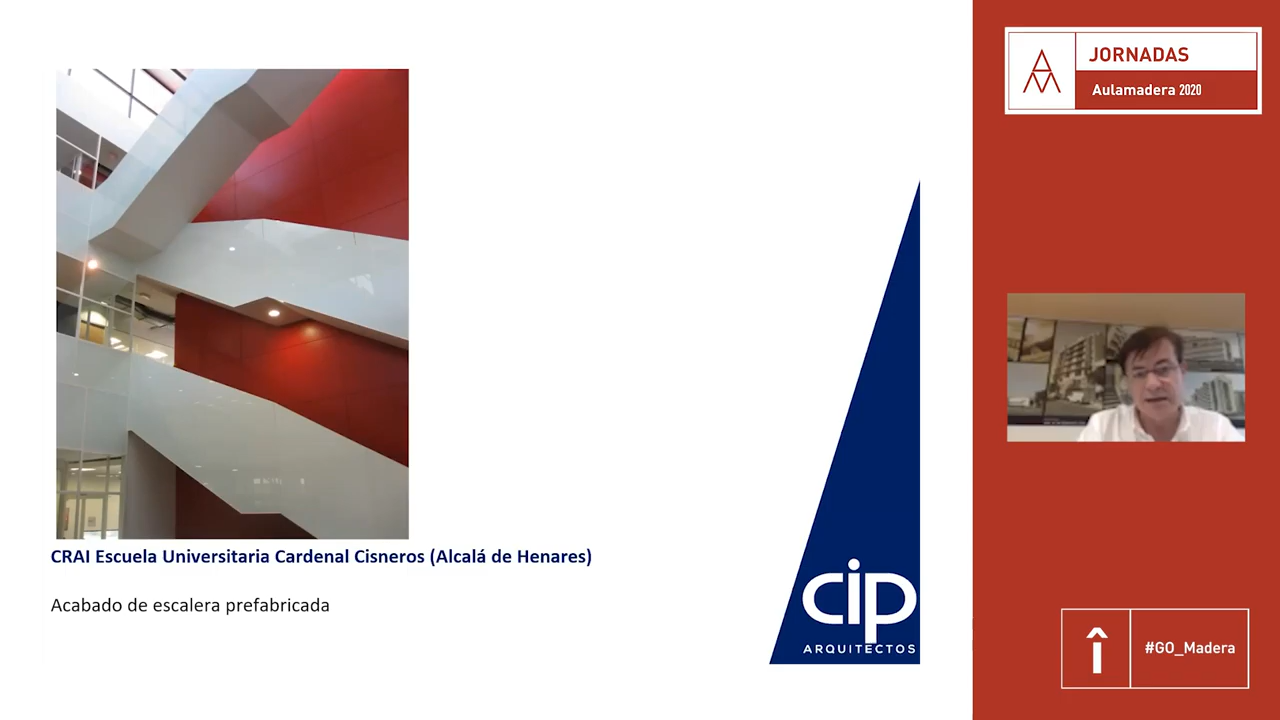 JORNADAS
Aulamadera 2020
CRAI Escuela Universitaria Cardenal Cisneros (Alcalá de Henares)
Acabado de escalera prefabricada
cip
ARQUITECTOS
#GO_Madera